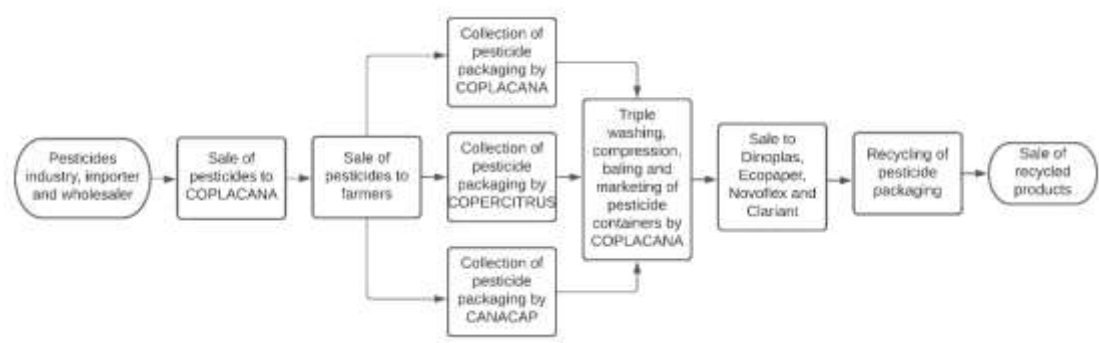 Pesticides
industry, importer
and wholesaler
Sale of
pesticides to
COPLACANA
Sale of
pesticides to
farmers
Collection of
pesticide
packaging by
COPLACANA
Collection of
pesticide
packaging by
COPERCITRUS
Collection of
pesticide
packaging by
CANACAP
Triple
washing,
compression,
baling and
marketing of
pesticide
containers by
COPLACANA
Sale to
Dinoplas,
Ecopaper,
Novoflex and
Clariant
Recycling of
pesticide
packaging
Sale of
recycled
products